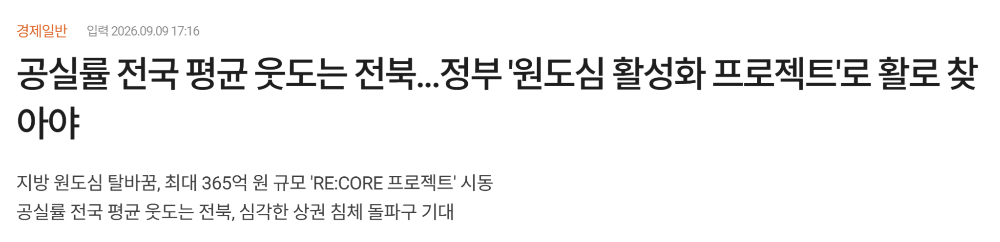 경제일반 입력 2026.09.09 17:16
공실률 전국 평균 웃도는 전북...정부 '원도심 활성화 프로젝트'로 활로 찾
아야
지방 원도심 탈바꿈, 최대 365억 원 규모 'RE:CORE 프로젝트' 시동
공실률 전국 평균 웃도는 전북, 심각한 상권 침체 돌파구 기대